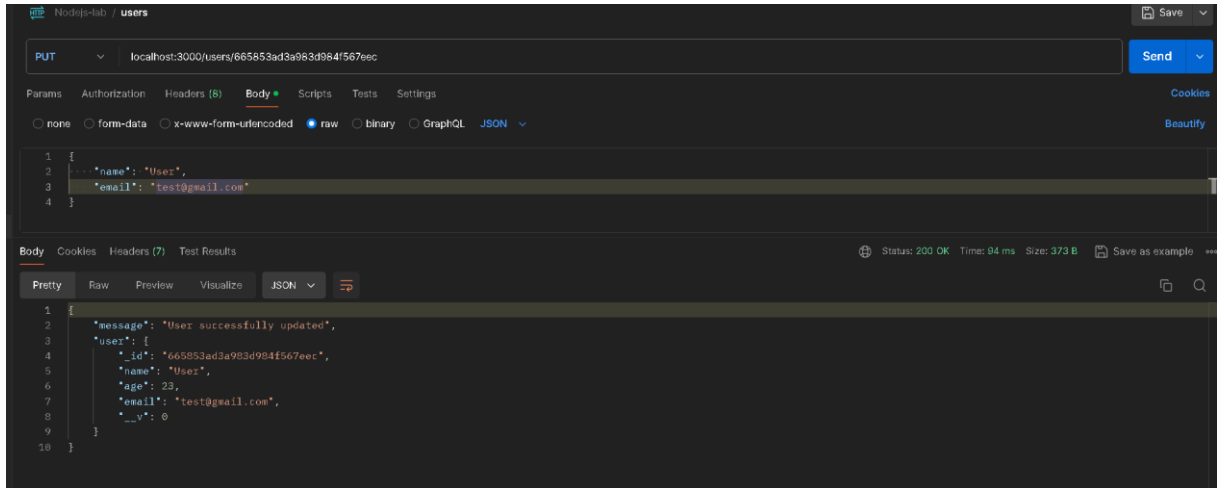 HTTP Nodejs-lab / users
Save
PUT localhost:3000/users/665853ad3a983d984f567eec Send
Params Authorization Headers (8) Body Scripts Tests Settings Cookies
none form-data x-www-form-urlencoded raw binary GraphQL JSON Beautify
1 {
2 ····"name":·"User",
3 "email": "test@gmail.com"
4 }
Body Cookies Headers (7) Test Results Status: 200 OK Time: 94 ms Size: 373 B Save as example
Pretty Raw Preview Visualize JSON
1 {
2 "message": "User successfully updated",
3 "user": {
4 "_id": "665853ad3a983d984f567eec",
5 "name": "User",
6 "age": 23,
7 "email": "test@gmail.com",
8 "__v": 0
9 }
10 }